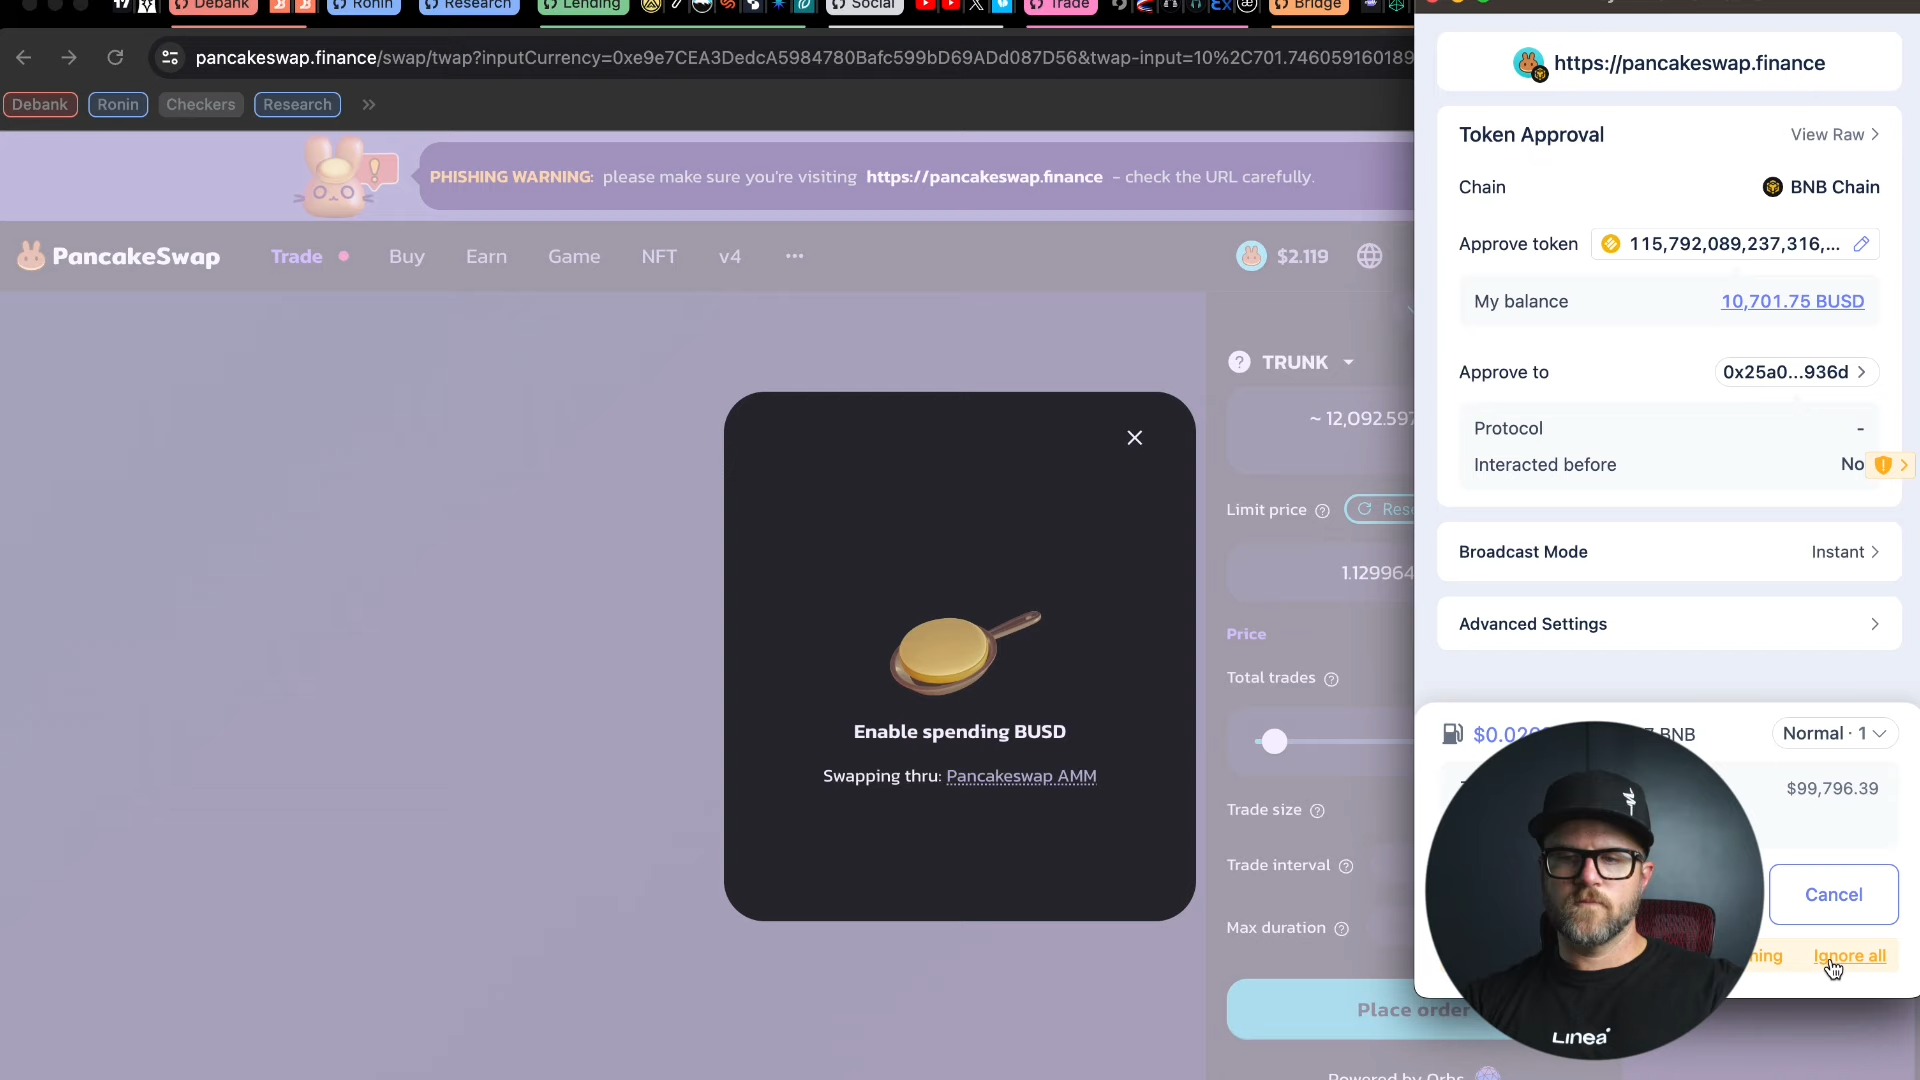 Debank
Ronin
Research
Lending
Social
Trade
Bridge
pancakeswap.finance/swap/twap?inputCurrency=0xe9e7CEA3DedcA5984780Bafc599bD69ADd087D56&twap-input=10%2C701.746059160189
Debank
Ronin
Checkers
Research
PHISHING WARNING: please make sure you're visiting https://pancakeswap.finance - check the URL carefully.
PancakeSwap
Trade
Buy
Earn
Game
NFT
v4
$2.119
TRUNK
~ 12,092.597
Limit price
1.129964
Price
Total trades
Trade size
Trade interval
Max duration
Place order
Powered by Orbs
Enable spending BUSD
Swapping thru: Pancakeswap AMM
https://pancakeswap.finance
Token Approval
View Raw
Chain
BNB Chain
Approve token
115,792,089,237,316,...
My balance
10,701.75 BUSD
Approve to
0x25a0...936d
Protocol
-
Interacted before
No
Broadcast Mode
Instant
Advanced Settings
BNB
Normal · 1
$99,796.39
Cancel
Ignore all
Linea